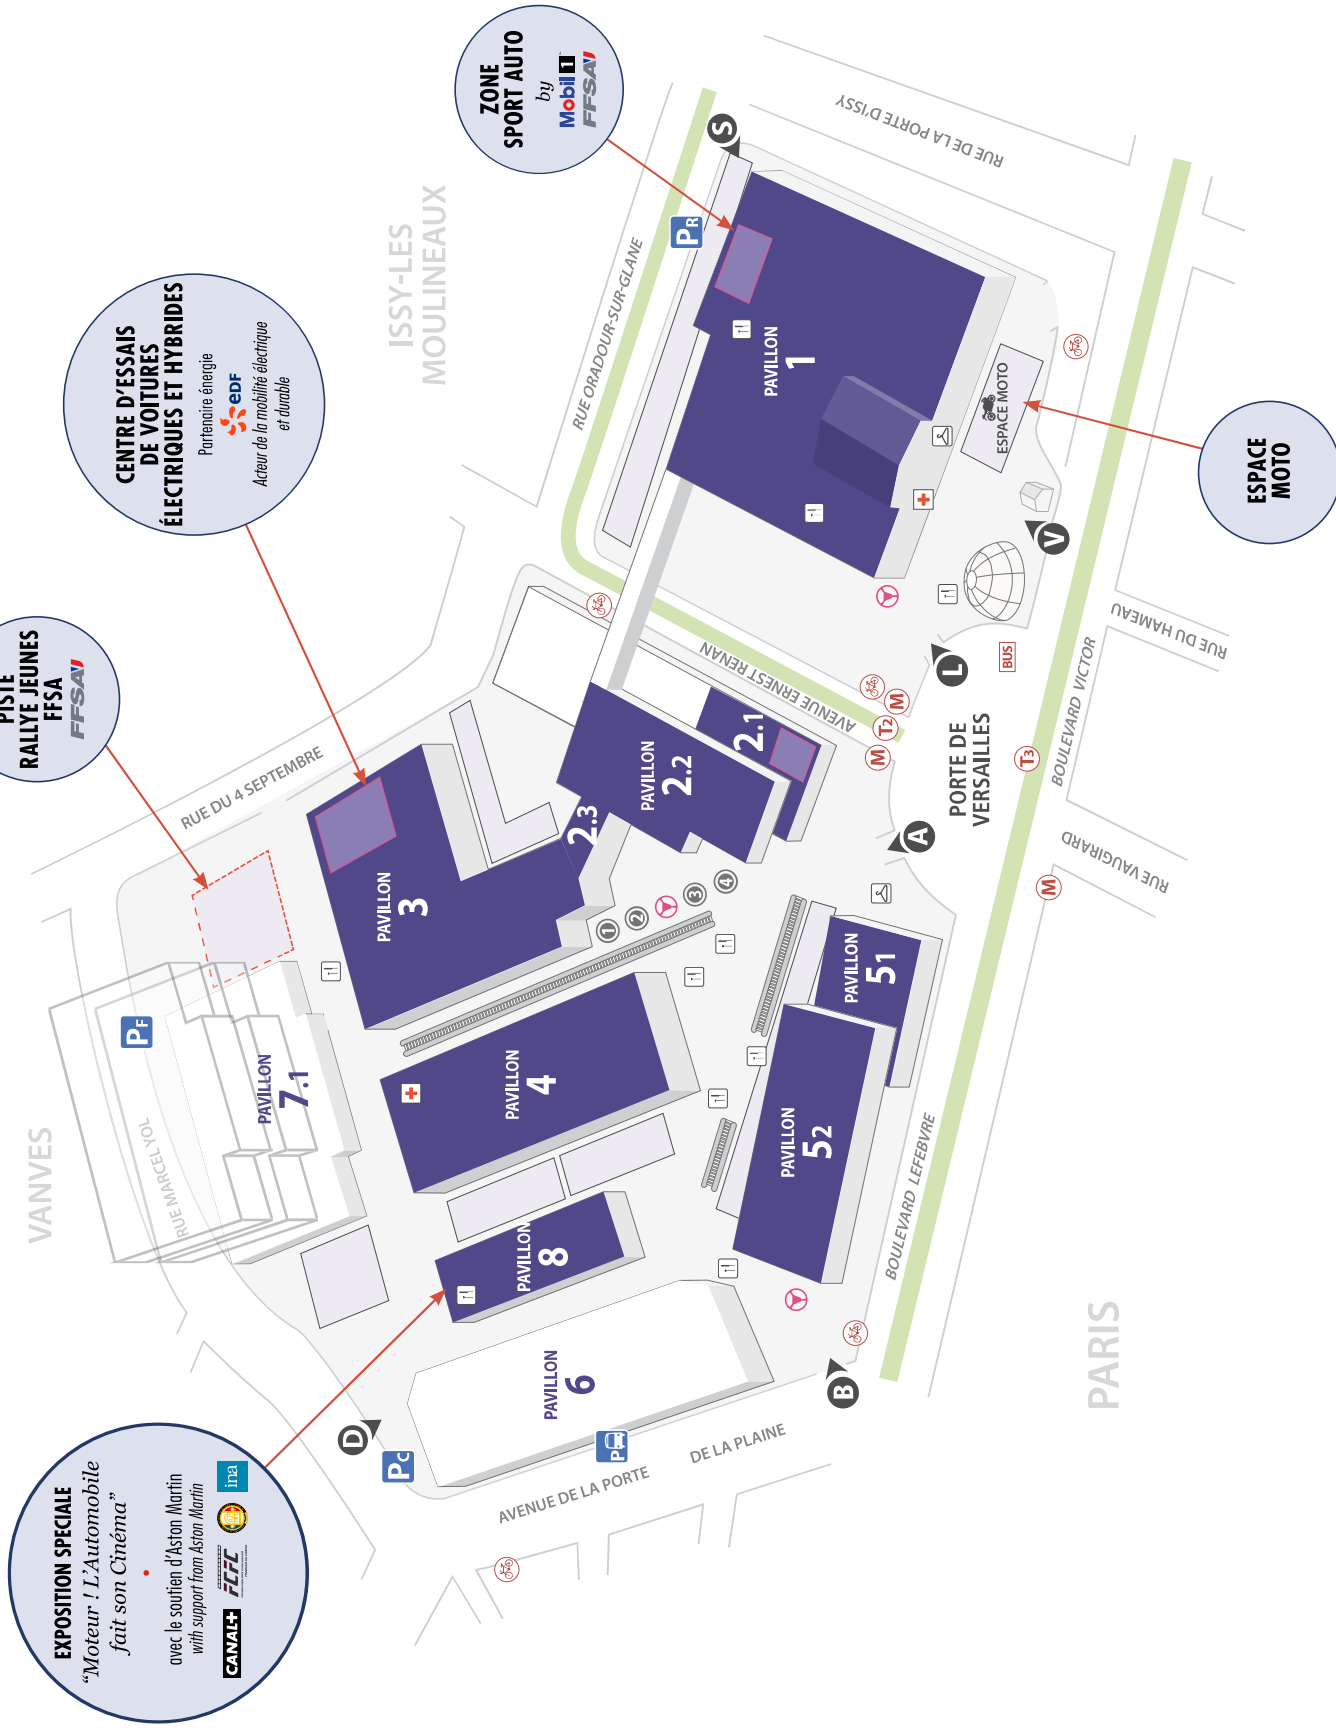 EXPOSITION SPECIALE
“Moteur ! L’Automobile
fait son Cinéma”
avec le soutien d’Aston Martin
with support from Aston Martin
CANAL+
FCFC
ina
PISTE
RALLYE JEUNES
FFSA
FFSA
CENTRE D’ESSAIS
DE VOITURES
ÉLECTRIQUES ET HYBRIDES
Partenaire énergie
eDF
Acteur de la mobilité électrique
et durable
ZONE
SPORT AUTO
by
Mobil 1
FFSA
ESPACE
MOTO
VANVES
ISSY-LES
MOULINEAUX
PARIS
RUE MARCEL YOL
RUE DU 4 SEPTEMBRE
RUE ORADOUR-SUR-GLANE
RUE DE LA PORTE D’ISSY
AVENUE ERNEST RENAN
RUE DU HAMEAU
BOULEVARD VICTOR
RUE VAUGIRARD
BOULEVARD LEFEBVRE
AVENUE DE LA PORTE
DE LA PLAINE
PORTE DE
VERSAILLES
PAVILLON
1
PAVILLON
2.2
2.1
2.3
PAVILLON
3
PAVILLON
4
PAVILLON
51
PAVILLON
52
PAVILLON
6
PAVILLON
7.1
PAVILLON
8
ESPACE MOTO
PR
PF
PC
P
S
V
L
A
B
D
BUS
M
M
M
T2
T3
1
2
3
4